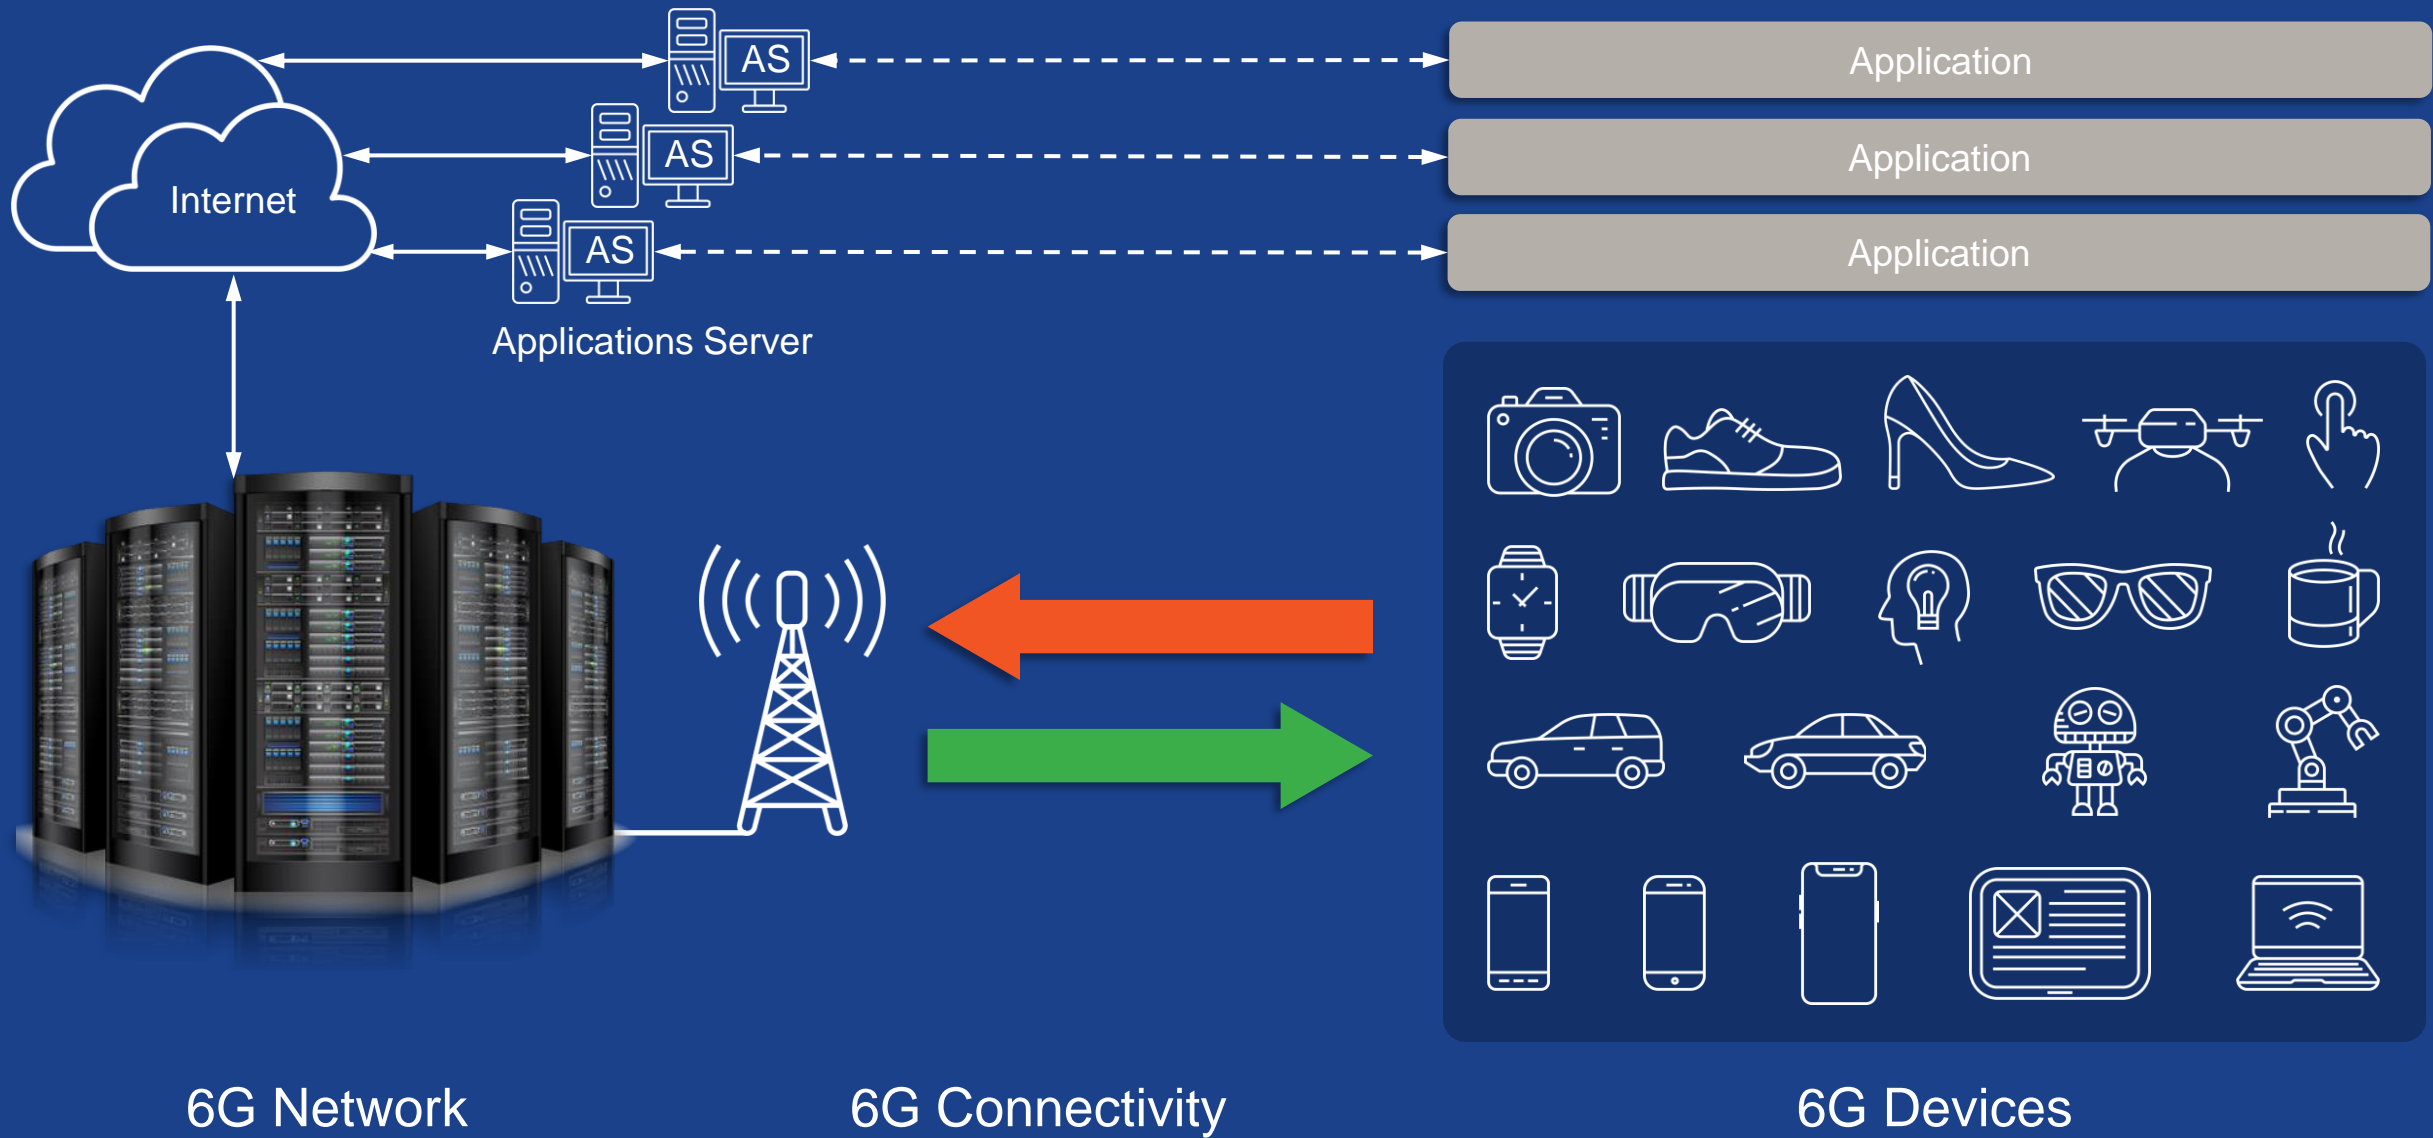 AS
Application
AS
Application
Internet
AS
Application
Applications Server
6G Network
6G Connectivity
6G Devices